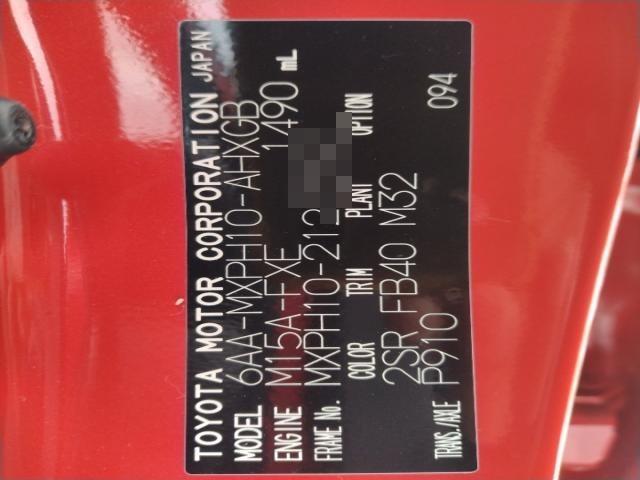 TOYOTA MOTOR CORPORATION JAPAN
MODEL 6AA-MXPH10-AHXGB
ENGINE M15A-FXE 1490 mL
FRAME No. MXPH10-212
COLOR TRIM PLANT OPTION
2SR FB40 M32
TRANS./AXLE P910 094